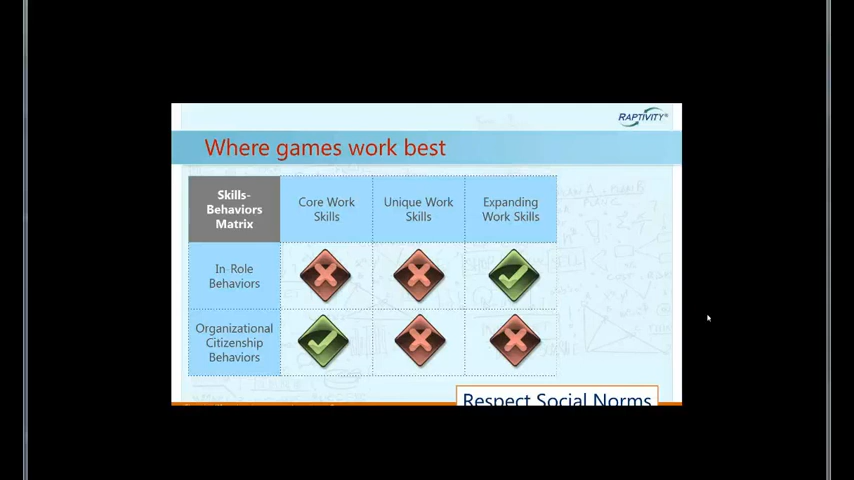 RAPTIVITY®
Where games work best
Skills-
Behaviors
Matrix
Core Work
Skills
Unique Work
Skills
Expanding
Work Skills
In-Role
Behaviors
Organizational
Citizenship
Behaviors
Respect Social Norms